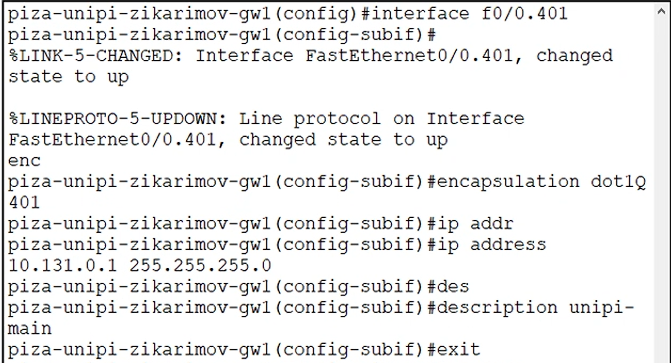 piza-unipi-zikarimov-gw1(config)#interface f0/0.401
piza-unipi-zikarimov-gw1(config-subif)#
%LINK-5-CHANGED: Interface FastEthernet0/0.401, changed
state to up

%LINEPROTO-5-UPDOWN: Line protocol on Interface
FastEthernet0/0.401, changed state to up
enc
piza-unipi-zikarimov-gw1(config-subif)#encapsulation dot1Q
401
piza-unipi-zikarimov-gw1(config-subif)#ip addr
piza-unipi-zikarimov-gw1(config-subif)#ip address
10.131.0.1 255.255.255.0
piza-unipi-zikarimov-gw1(config-subif)#des
piza-unipi-zikarimov-gw1(config-subif)#description unipi-
main
piza-unipi-zikarimov-gw1(config-subif)#exit